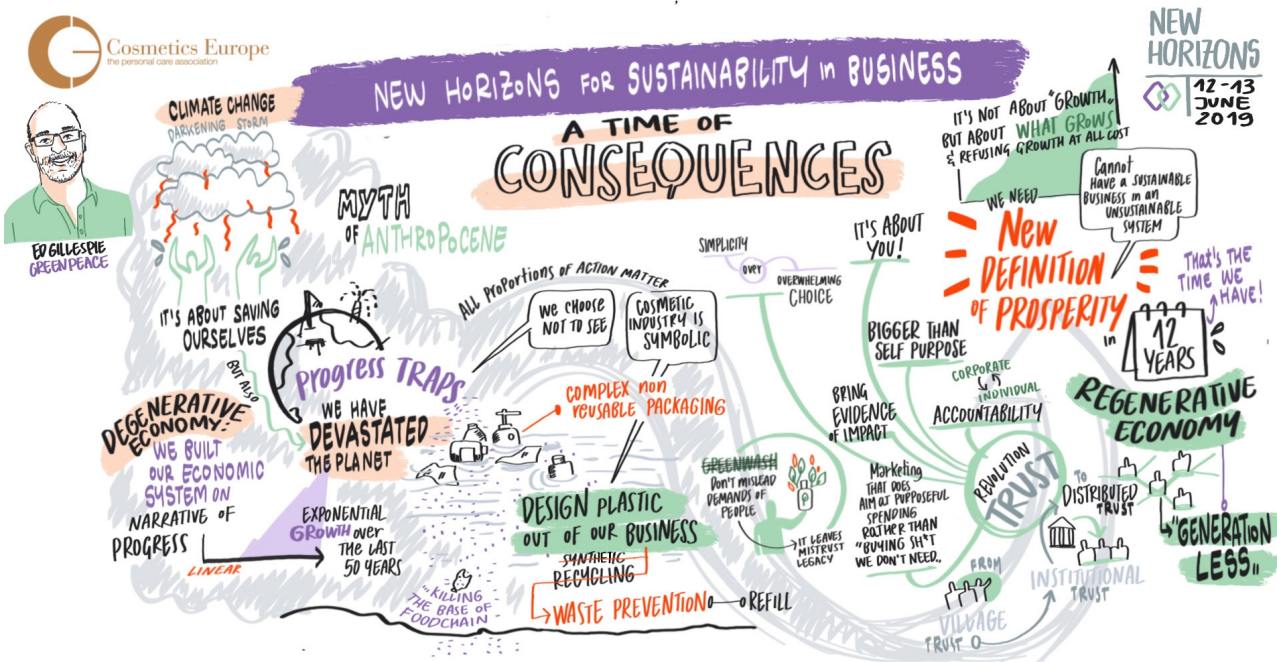 Cosmetics Europe
the personal care association
NEW HORIZONS FOR SUSTAINABILITY in BUSINESS
NEW
HORIZONS
12-13
JUNE
2019
A TIME OF
CONSEQUENCES
ED GILLESPIE
GREENPEACE
CLIMATE CHANGE
DARKENING STORM
IT'S ABOUT SAVING
OURSELVES
BUT ALSO
MYTH
OF ANTHROPOCENE
PROGRESS TRAPS
WE HAVE
DEVASTATED
THE PLANET
DEGENERATIVE
ECONOMY:
WE BUILT
OUR ECONOMIC
SYSTEM ON
NARRATIVE OF
PROGRESS
LINEAR
EXPONENTIAL
GROWTH over
THE LAST
50 YEARS
ALL PROPORTIONS OF ACTION MATTER
WE CHOOSE
NOT TO SEE
COSMETIC
INDUSTRY IS
SYMBOLIC
COMPLEX non
REUSABLE PACKAGING
DESIGN PLASTIC
OUT OF OUR BUSINESS
SYNTHETIC
RECYCLING
WASTE PREVENTION
REFILL
...KILLING
THE BASE OF
FOODCHAIN
SIMPLICITY
over
OVERWHELMING
CHOICE
IT'S ABOUT
YOU!
BIGGER THAN
SELF PURPOSE
CORPORATE
INDIVIDUAL
ACCOUNTABILITY
BRING
EVIDENCE
OF IMPACT
GREENWASH
DON'T MISLEAD
DEMANDS OF
PEOPLE
IT LEAVES
MISTRUST
LEGACY
Marketing
THAT DOES
AIM AT PURPOSEFUL
SPENDING
RATHER THAN
"BUYING SH*T
WE DON'T NEED"
REVOLUTION
TRUST
FROM
VILLAGE
TRUST
INSTITUTIONAL
TRUST
TO
DISTRIBUTED
TRUST
IT'S NOT ABOUT "GROWTH"
BUT ABOUT WHAT GROWS
& REFUSING GROWTH AT ALL COST
Cannot
HAVE A SUSTAINABLE
BUSINESS in an
UNSUSTAINABLE
SYSTEM
WE NEED
New
DEFINITION
OF PROSPERITY
in
12
YEARS
THAT'S THE
TIME WE
HAVE!
REGENERATIVE
ECONOMY
"GENERATION
LESS"